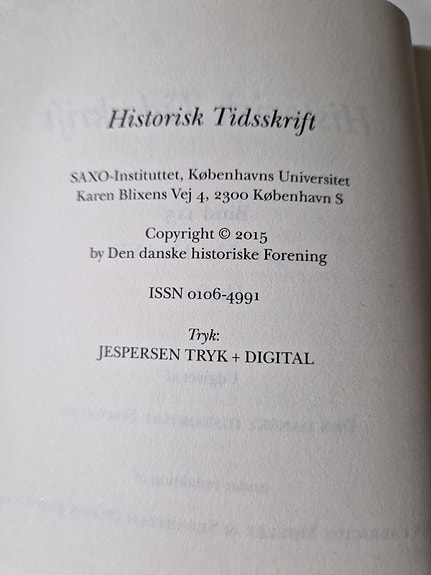 Historisk Tidsskrift
SAXO-Instituttet, Københavns Universitet
Karen Blixens Vej 4, 2300 København S
Copyright © 2015
by Den danske historiske Forening
ISSN 0106-4991
Tryk:
JESPERSEN TRYK + DIGITAL